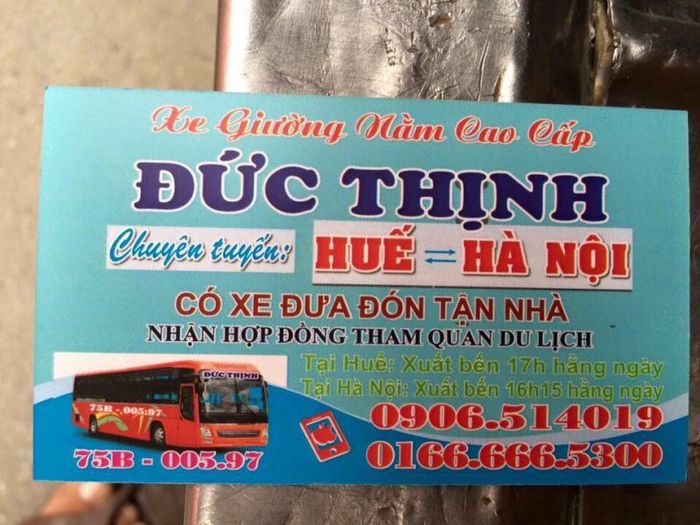 Xe Giường Nằm Cao Cấp
ĐỨC THỊNH
Chuyên tuyến: HUẾ ⇄ HÀ NỘI
CÓ XE ĐƯA ĐÓN TẬN NHÀ
NHẬN HỢP ĐỒNG THAM QUAN DU LỊCH
Tại Huế: Xuất bến 17h hằng ngày
Tại Hà Nội: Xuất bến 16h15 hằng ngày
ĐỨC THỊNH
75B - 005.97
0906.514019
75B - 005.97
0166.666.5300